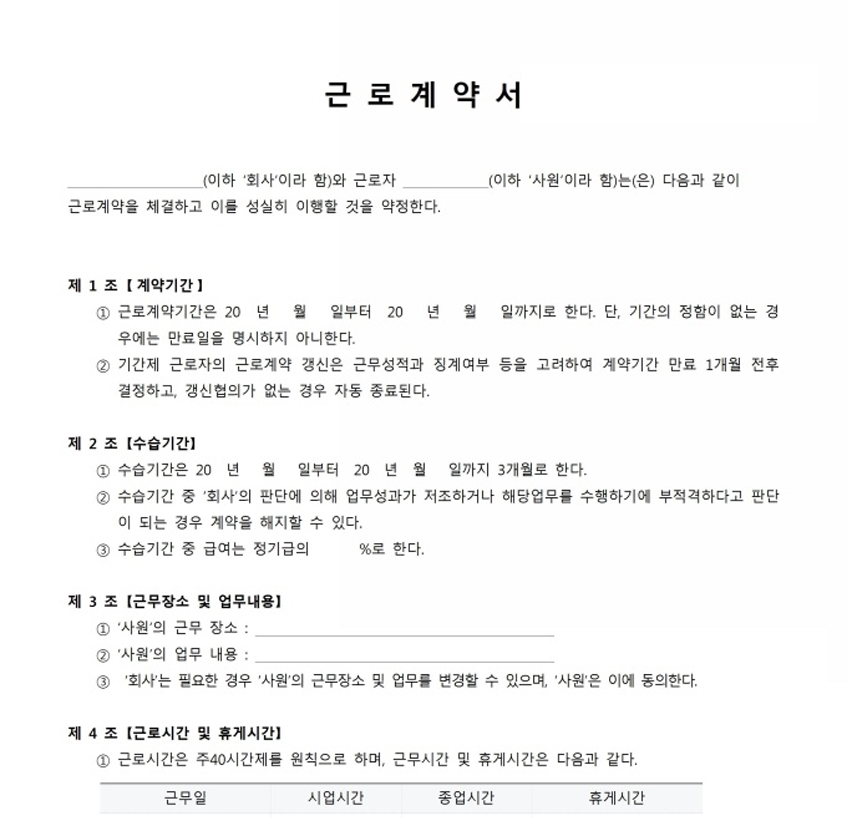 근 로 계 약 서
____________(이하 '회사'이라 함)와 근로자 __________(이하 '사원'이라 함)는(은) 다음과 같이
근로계약을 체결하고 이를 성실히 이행할 것을 약정한다.
제 1 조 【계약기간】
① 근로계약기간은 20 년 월 일부터 20 년 월 일까지로 한다. 단, 기간의 정함이 없는 경
우에는 만료일을 명시하지 아니한다.
② 기간제 근로자의 근로계약 갱신은 근무성적과 징계여부 등을 고려하여 계약기간 만료 1개월 전후
결정하고, 갱신협의가 없는 경우 자동 종료된다.
제 2 조 【수습기간】
① 수습기간은 20 년 월 일부터 20 년 월 일까지 3개월로 한다.
② 수습기간 중 '회사'의 판단에 의해 업무성과가 저조하거나 해당업무를 수행하기에 부적격하다고 판단
이 되는 경우 계약을 해지할 수 있다.
③ 수습기간 중 급여는 정기급의 %로 한다.
제 3 조 【근무장소 및 업무내용】
① '사원'의 근무 장소 : ______________________________
② '사원'의 업무 내용 : ______________________________
③ '회사'는 필요한 경우 '사원'의 근무장소 및 업무를 변경할 수 있으며, '사원'은 이에 동의한다.
제 4 조 【근로시간 및 휴게시간】
① 근로시간은 주40시간제를 원칙으로 하며, 근무시간 및 휴게시간은 다음과 같다.
근무일 시업시간 종업시간 휴게시간